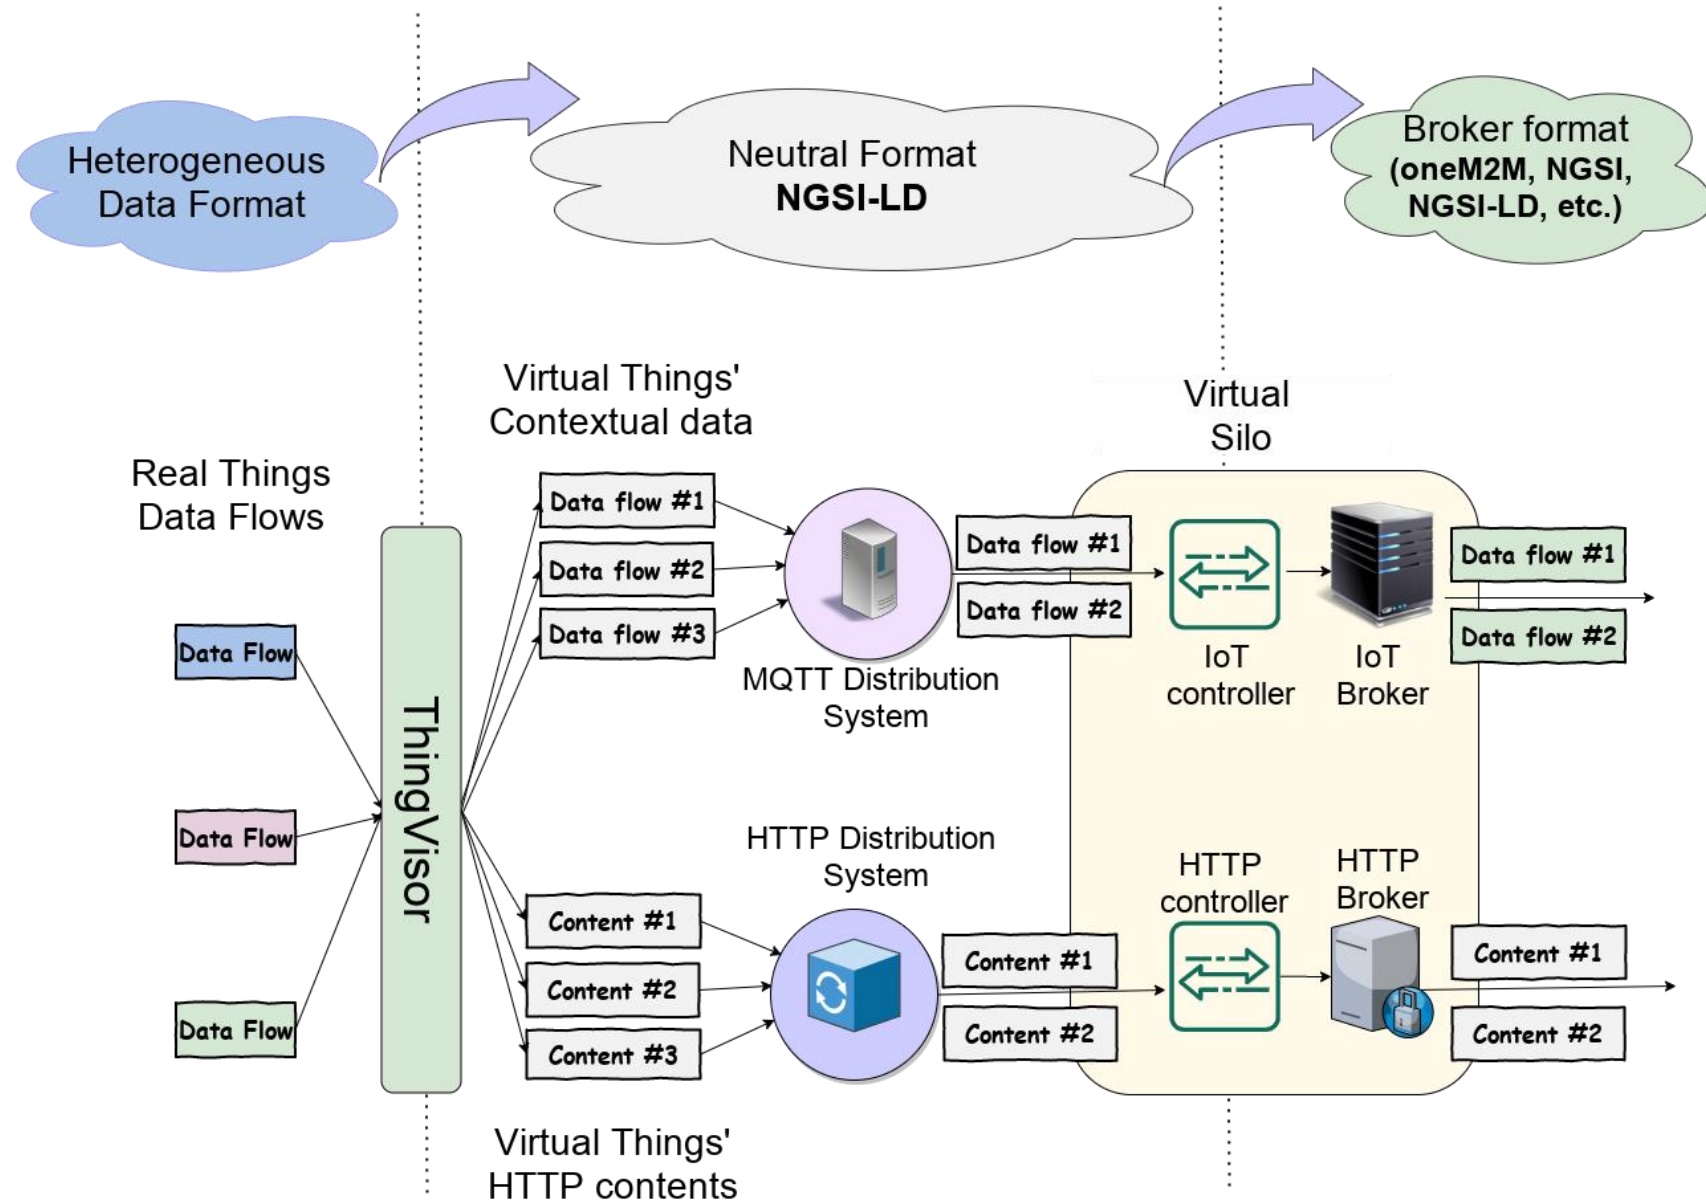 Heterogeneous
Data Format
Neutral Format
NGSI-LD
Broker format
(oneM2M, NGSI,
NGSI-LD, etc.)
Virtual Things'
Contextual data
Virtual
Silo
Real Things
Data Flows
Data Flow
Data Flow
Data Flow
ThingVisor
Data flow #1
Data flow #2
Data flow #3
MQTT Distribution
System
Data flow #1
Data flow #2
IoT
controller
IoT
Broker
Data flow #1
Data flow #2
HTTP Distribution
System
Content #1
Content #2
Content #3
Content #1
Content #2
HTTP
controller
HTTP
Broker
Content #1
Content #2
Virtual Things'
HTTP contents